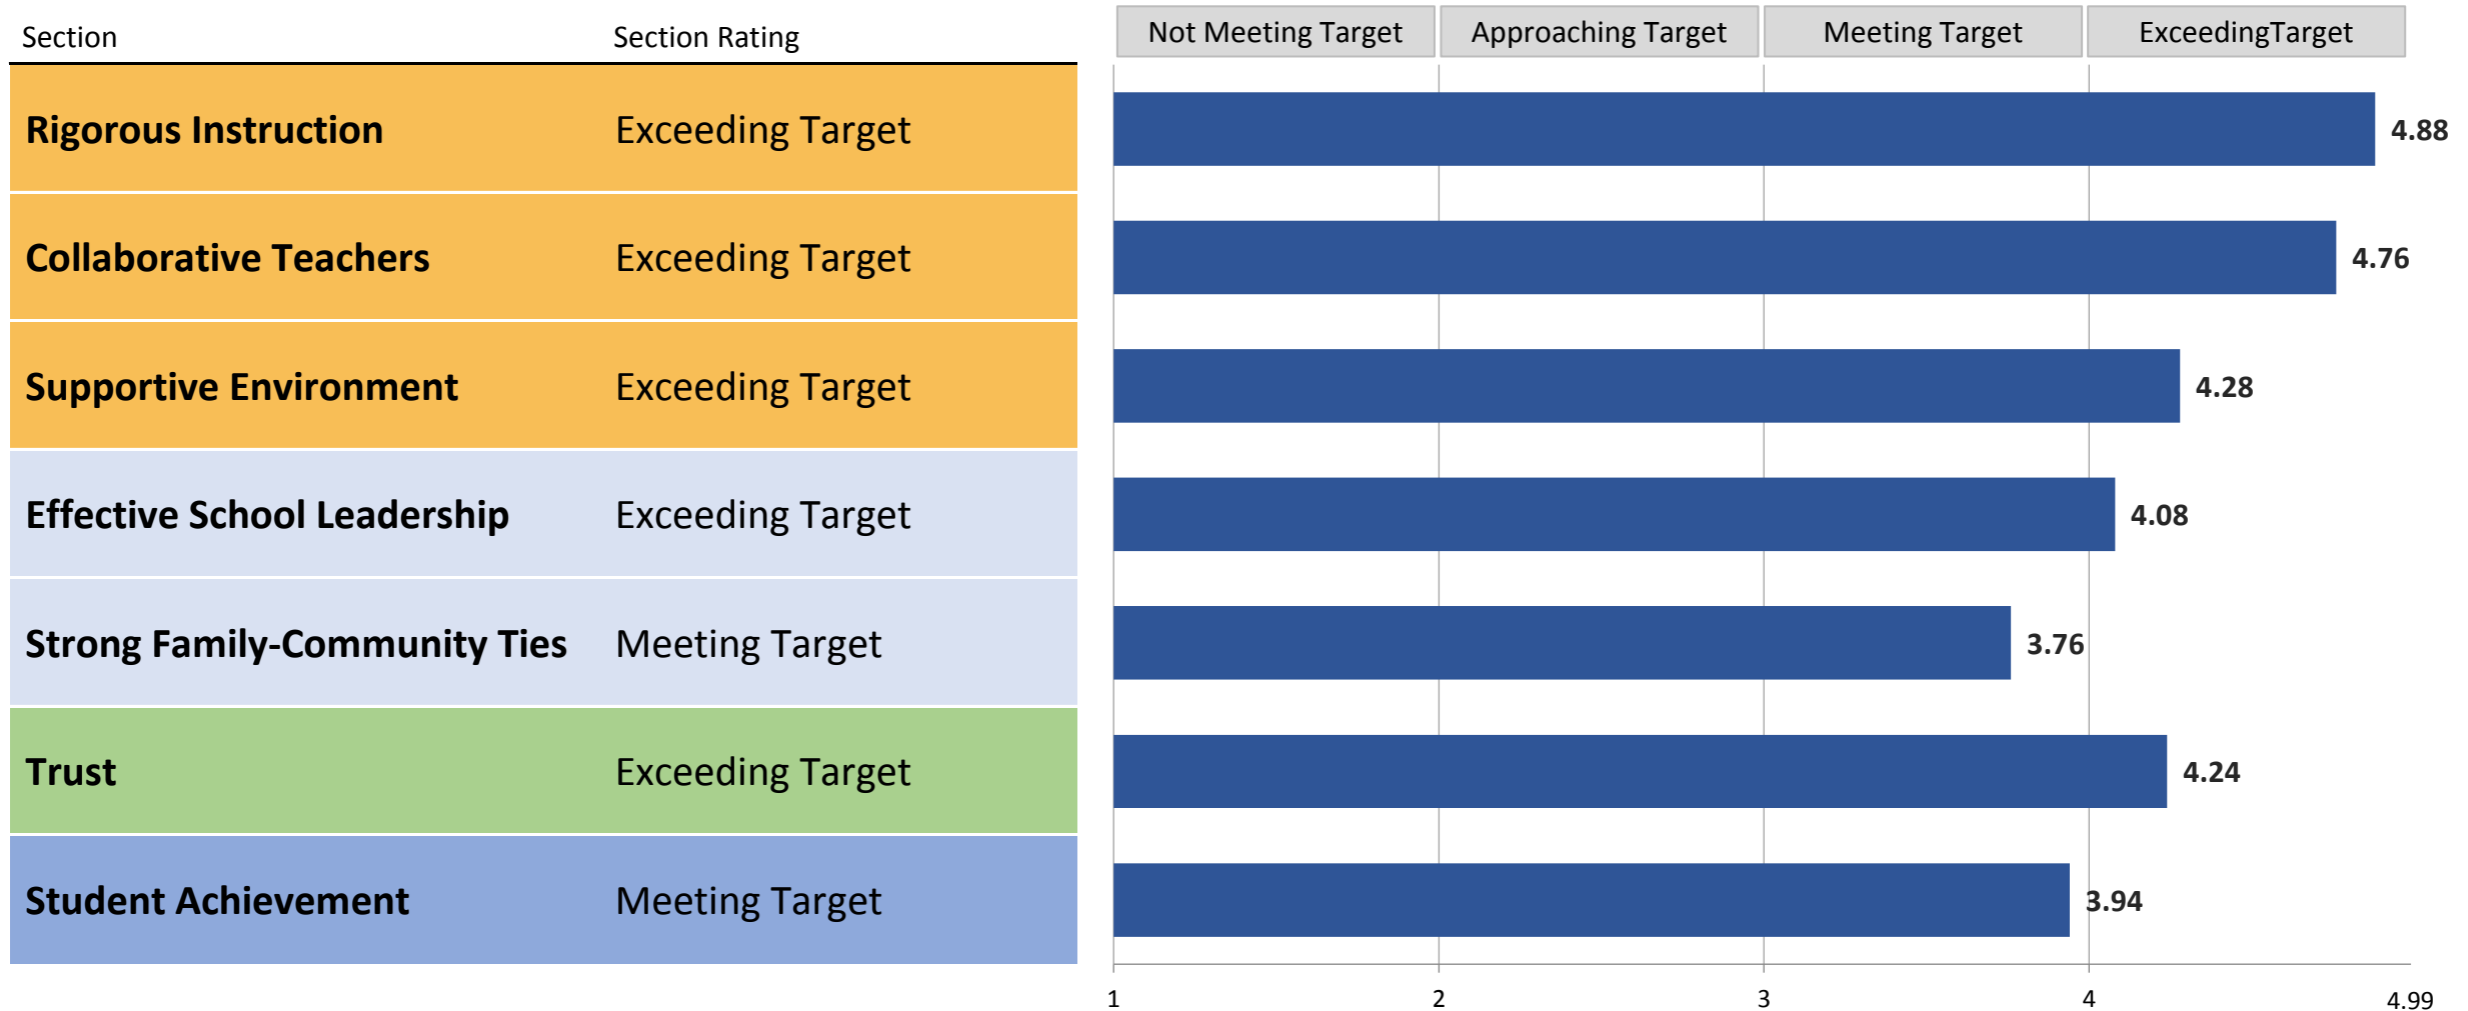 Section Section Rating Not Meeting Target Approaching Target Meeting Target ExceedingTarget
Rigorous Instruction Exceeding Target 4.88
Collaborative Teachers Exceeding Target 4.76
Supportive Environment Exceeding Target 4.28
Effective School Leadership Exceeding Target 4.08
Strong Family-Community Ties Meeting Target 3.76
Trust Exceeding Target 4.24
Student Achievement Meeting Target 3.94
1 2 3 4 4.99